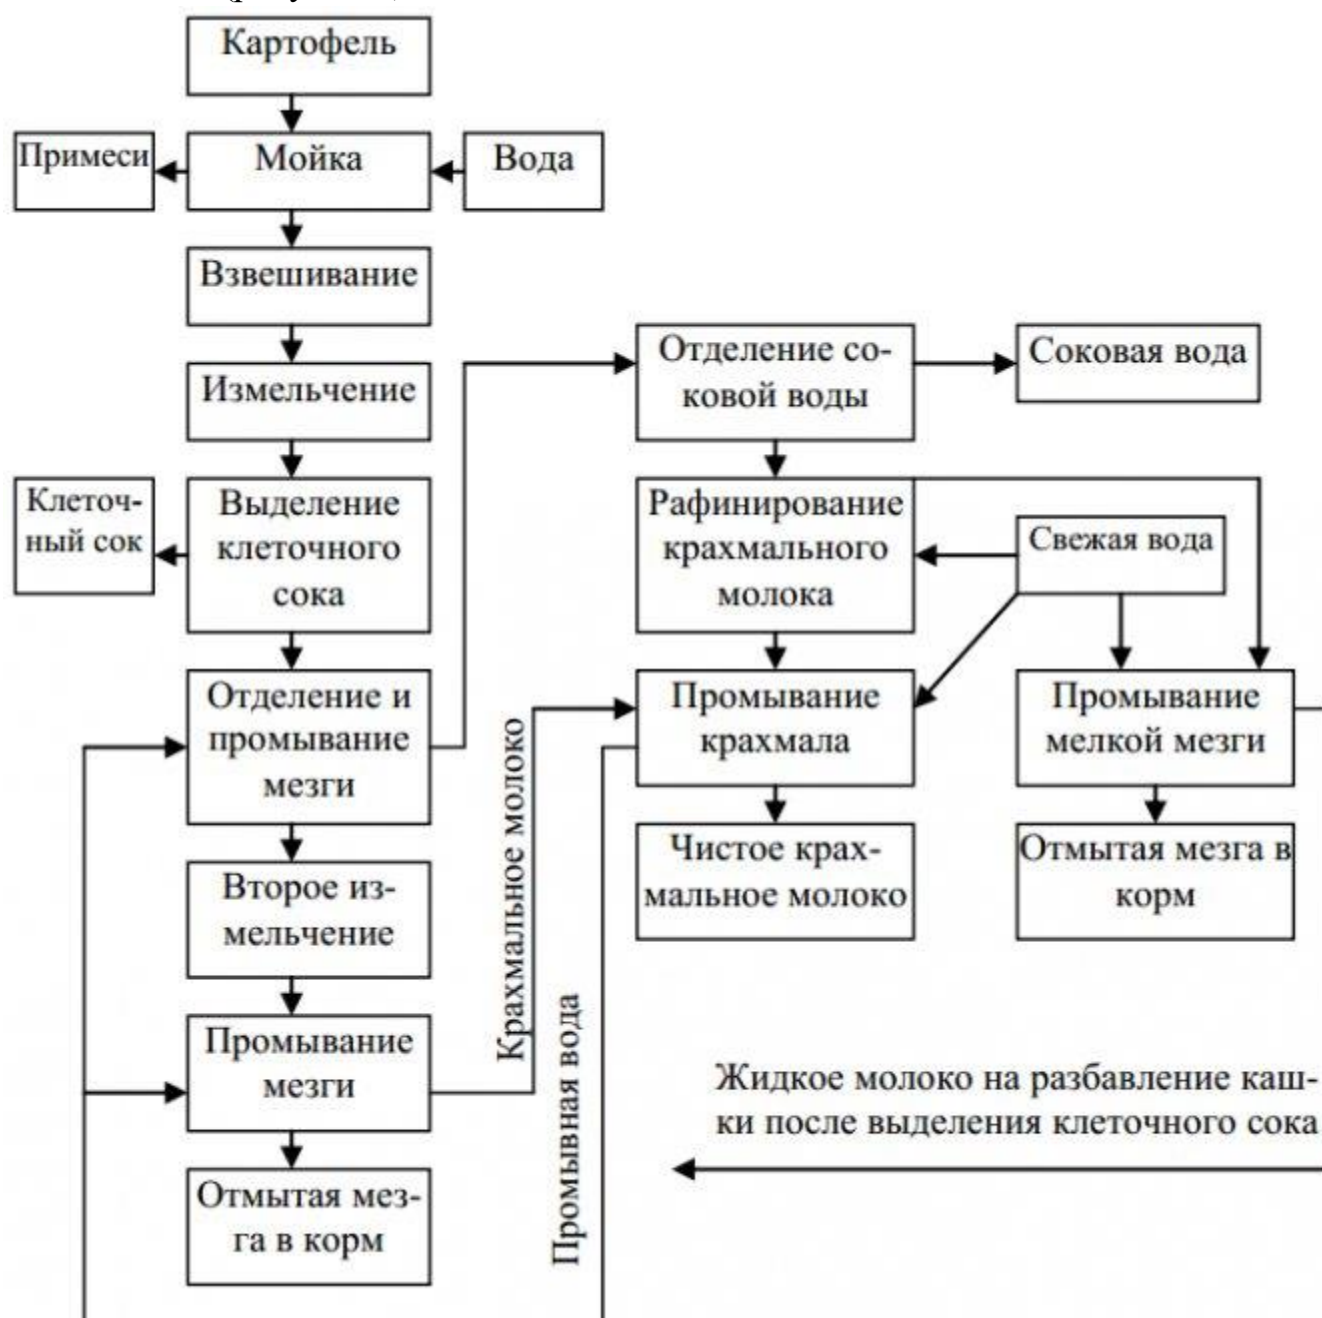 Картофель
Примеси
Мойка
Вода
Взвешивание
Измельчение
Клеточ-
ный сок
Выделение
клеточного
сока
Отделение и
промывание
мезги
Второе из-
мельчение
Промывание
мезги
Отмытая мез-
га в корм
Крахмальное молоко
Промывная вода
Отделение со-
ковой воды
Соковая вода
Рафинирование
крахмального
молока
Свежая вода
Промывание
крахмала
Промывание
мелкой мезги
Чистое крах-
мальное молоко
Отмытая мезга в
корм
Жидкое молоко на разбавление каш-
ки после выделения клеточного сока